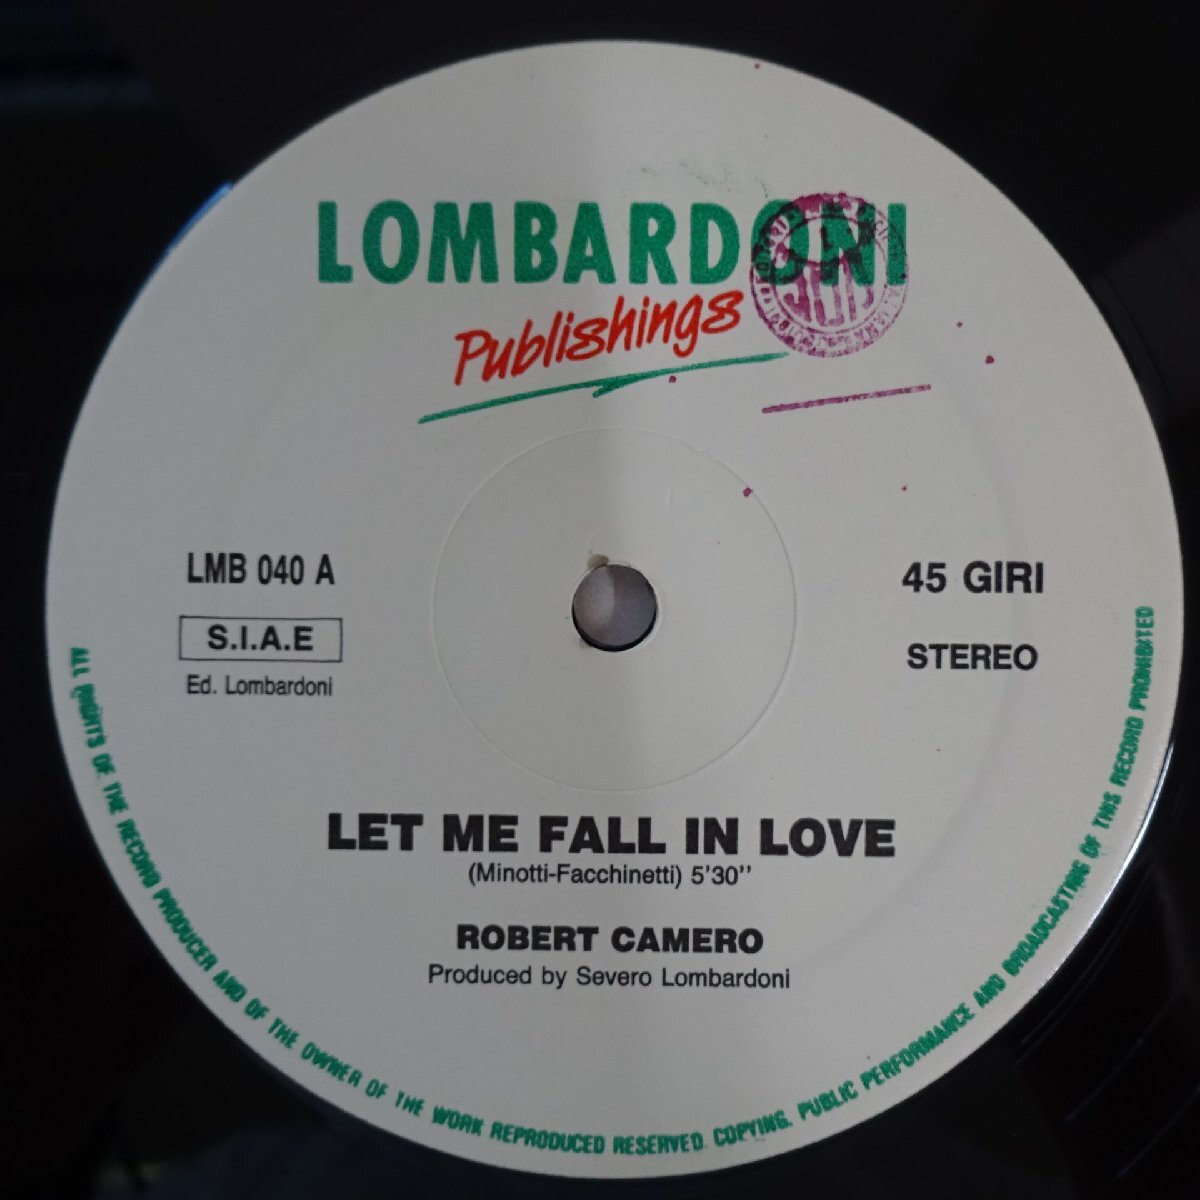 LOMBARDONI
Publishings
LMB 040 A
S.I.A.E
Ed. Lombardoni
45 GIRI
STEREO
LET ME FALL IN LOVE
(Minotti-Facchinetti) 5'30''
ROBERT CAMERO
Produced by Severo Lombardoni
ALL RIGHTS OF THE RECORD PRODUCER AND OF THE OWNER OF THE WORK REPRODUCED RESERVED. COPYING, PUBLIC PERFORMANCE AND BROADCASTING OF THIS RECORD PROHIBITED